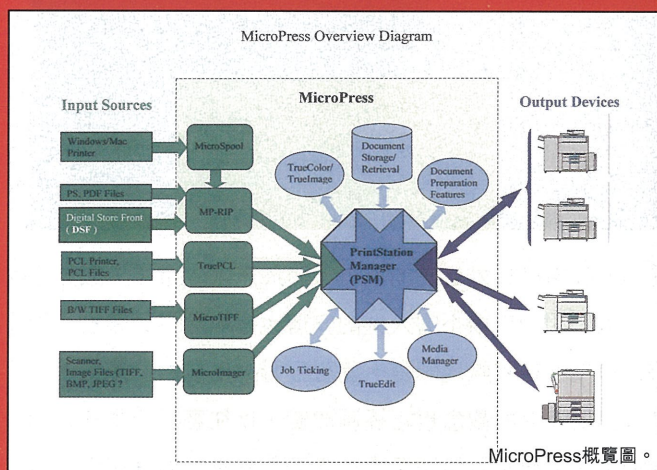 MicroPress Overview Diagram
Input Sources
MicroPress
Output Devices
Windows/Mac
Printer
MicroSpool
PS, PDF Files
MP-RIP
Digital Store Front
( DSF )
PCL Printer,
PCL Files
TruePCL
B/W TIFF Files
MicroTIFF
Scanner,
Image Files (TIFF,
BMP, JPEG ?
MicroImager
TrueColor/
TrueImage
Document
Storage/
Retrieval
Document
Preparation
Features
PrintStation
Manager
(PSM)
Job Ticking
TrueEdit
Media
Manager
MicroPress概覽圖。